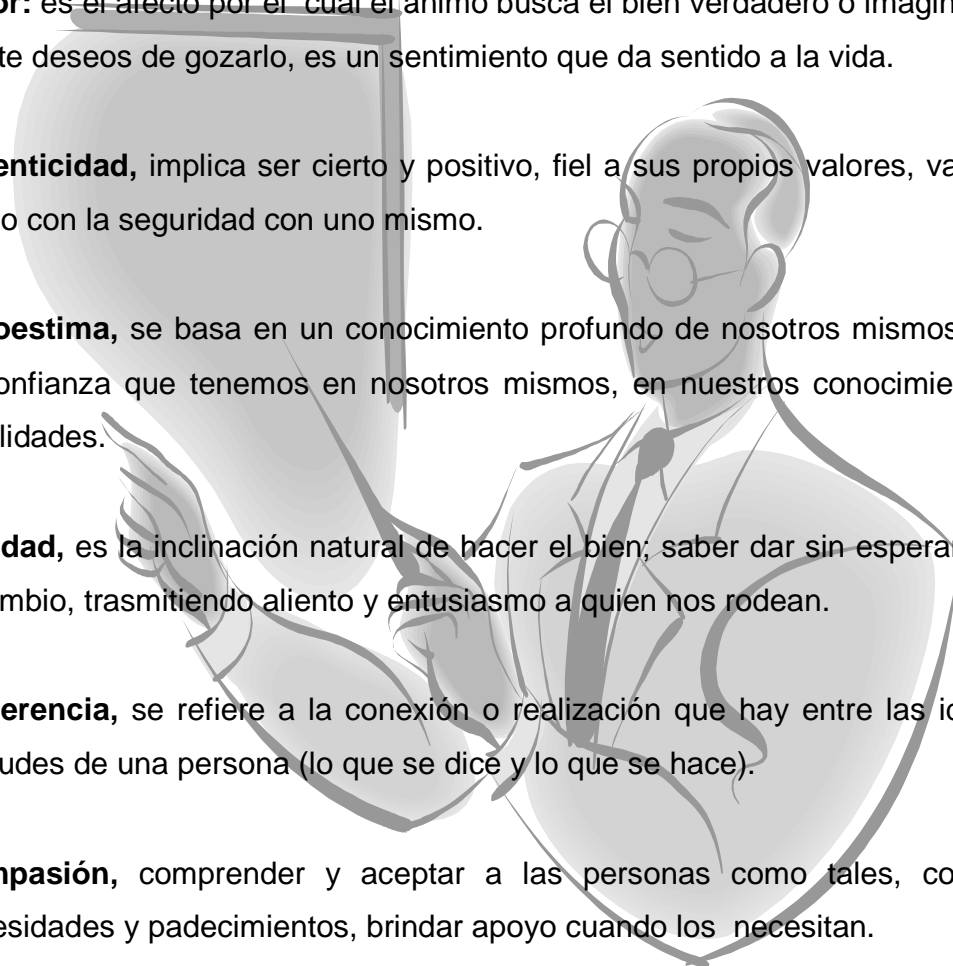 or: es el afecto por el cual el ánimo busca el bien verdadero o imagin
te deseos de gozarlo, es un sentimiento que da sentido a la vida.
enticidad, implica ser cierto y positivo, fiel a sus propios valores, va
o con la seguridad con uno mismo.
oestima, se basa en un conocimiento profundo de nosotros mismos
onfianza que tenemos en nosotros mismos, en nuestros conocimie
lidades.
dad, es la inclinación natural de hacer el bien; saber dar sin esperar
mbio, trasmitiendo aliento y entusiasmo a quien nos rodean.
erencia, se refiere a la conexión o realización que hay entre las id
udes de una persona (lo que se dice y lo que se hace).
mpasión, comprender y aceptar a las personas como tales, co
esidades y padecimientos, brindar apoyo cuando los necesitan.